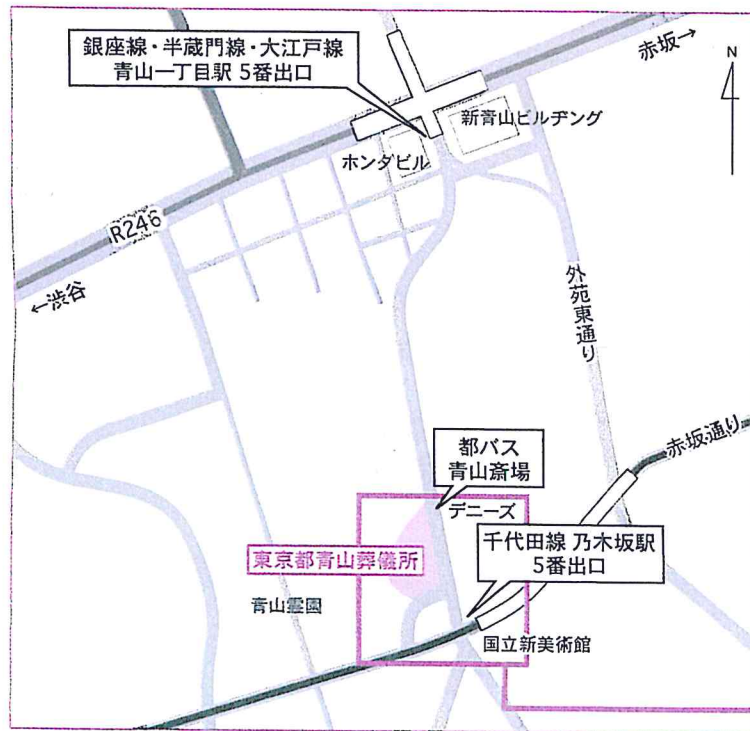 銀座線・半蔵門線・大江戸線
青山一丁目駅 5番出口
赤坂→
N
新青山ビルヂング
ホンダビル
R246
←渋谷
外苑東通り
赤坂通り
都バス
青山斎場
デニーズ
千代田線 乃木坂駅
5番出口
東京都青山葬儀所
青山霊園
国立新美術館